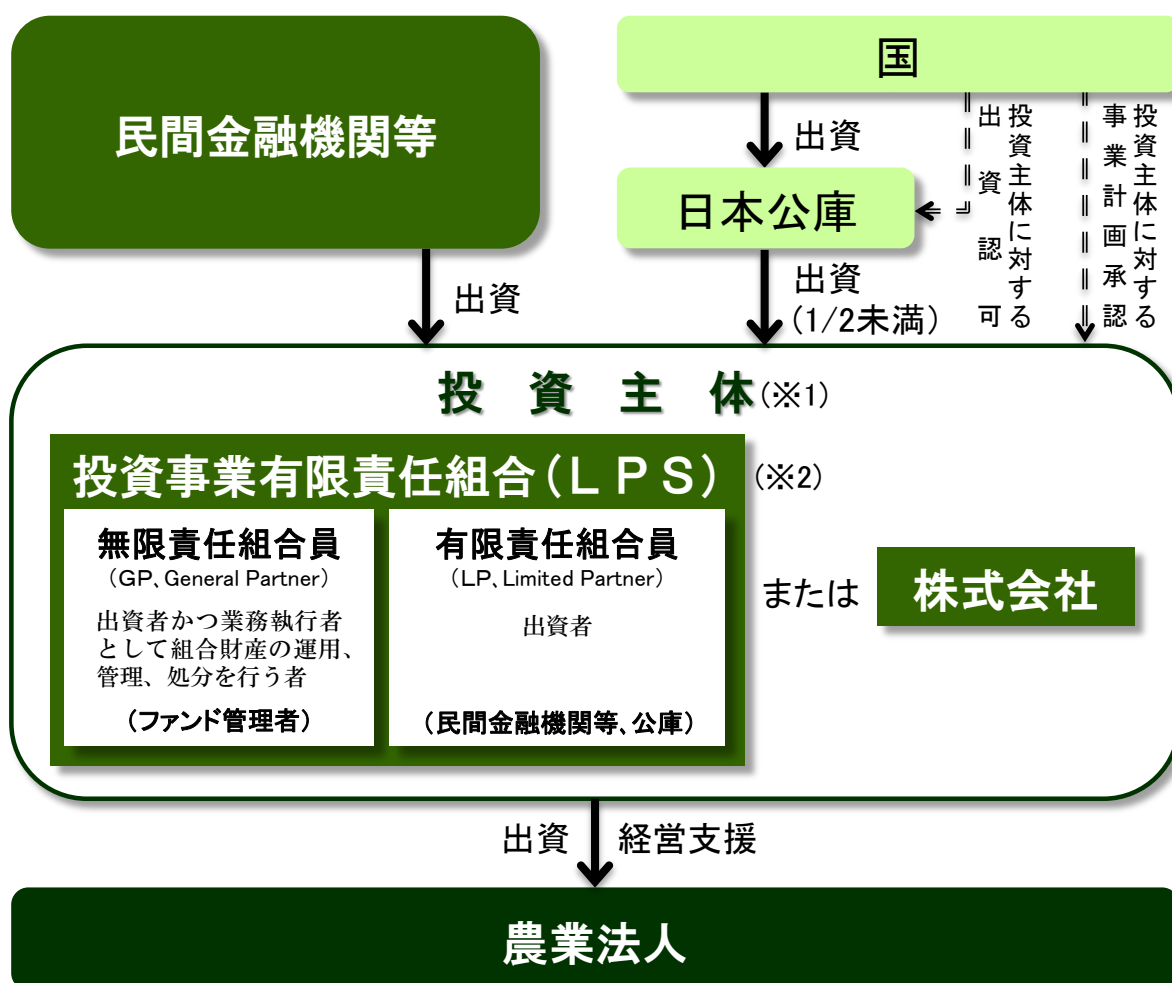 民間金融機関等
国
出資
投資主体に対する
出資認可
投資主体に対する
事業計画承認
日本公庫
出資
出資
(1/2未満)
投資主体(※1)
投資事業有限責任組合(LPS)
(※2)
無限責任組合員
(GP、General Partner)
出資者かつ業務執行者
として組合財産の運用、
管理、処分を行う者
(ファンド管理者)
有限責任組合員
(LP、Limited Partner)
出資者
(民間金融機関等、公庫)
または
株式会社
出資
経営支援
農業法人